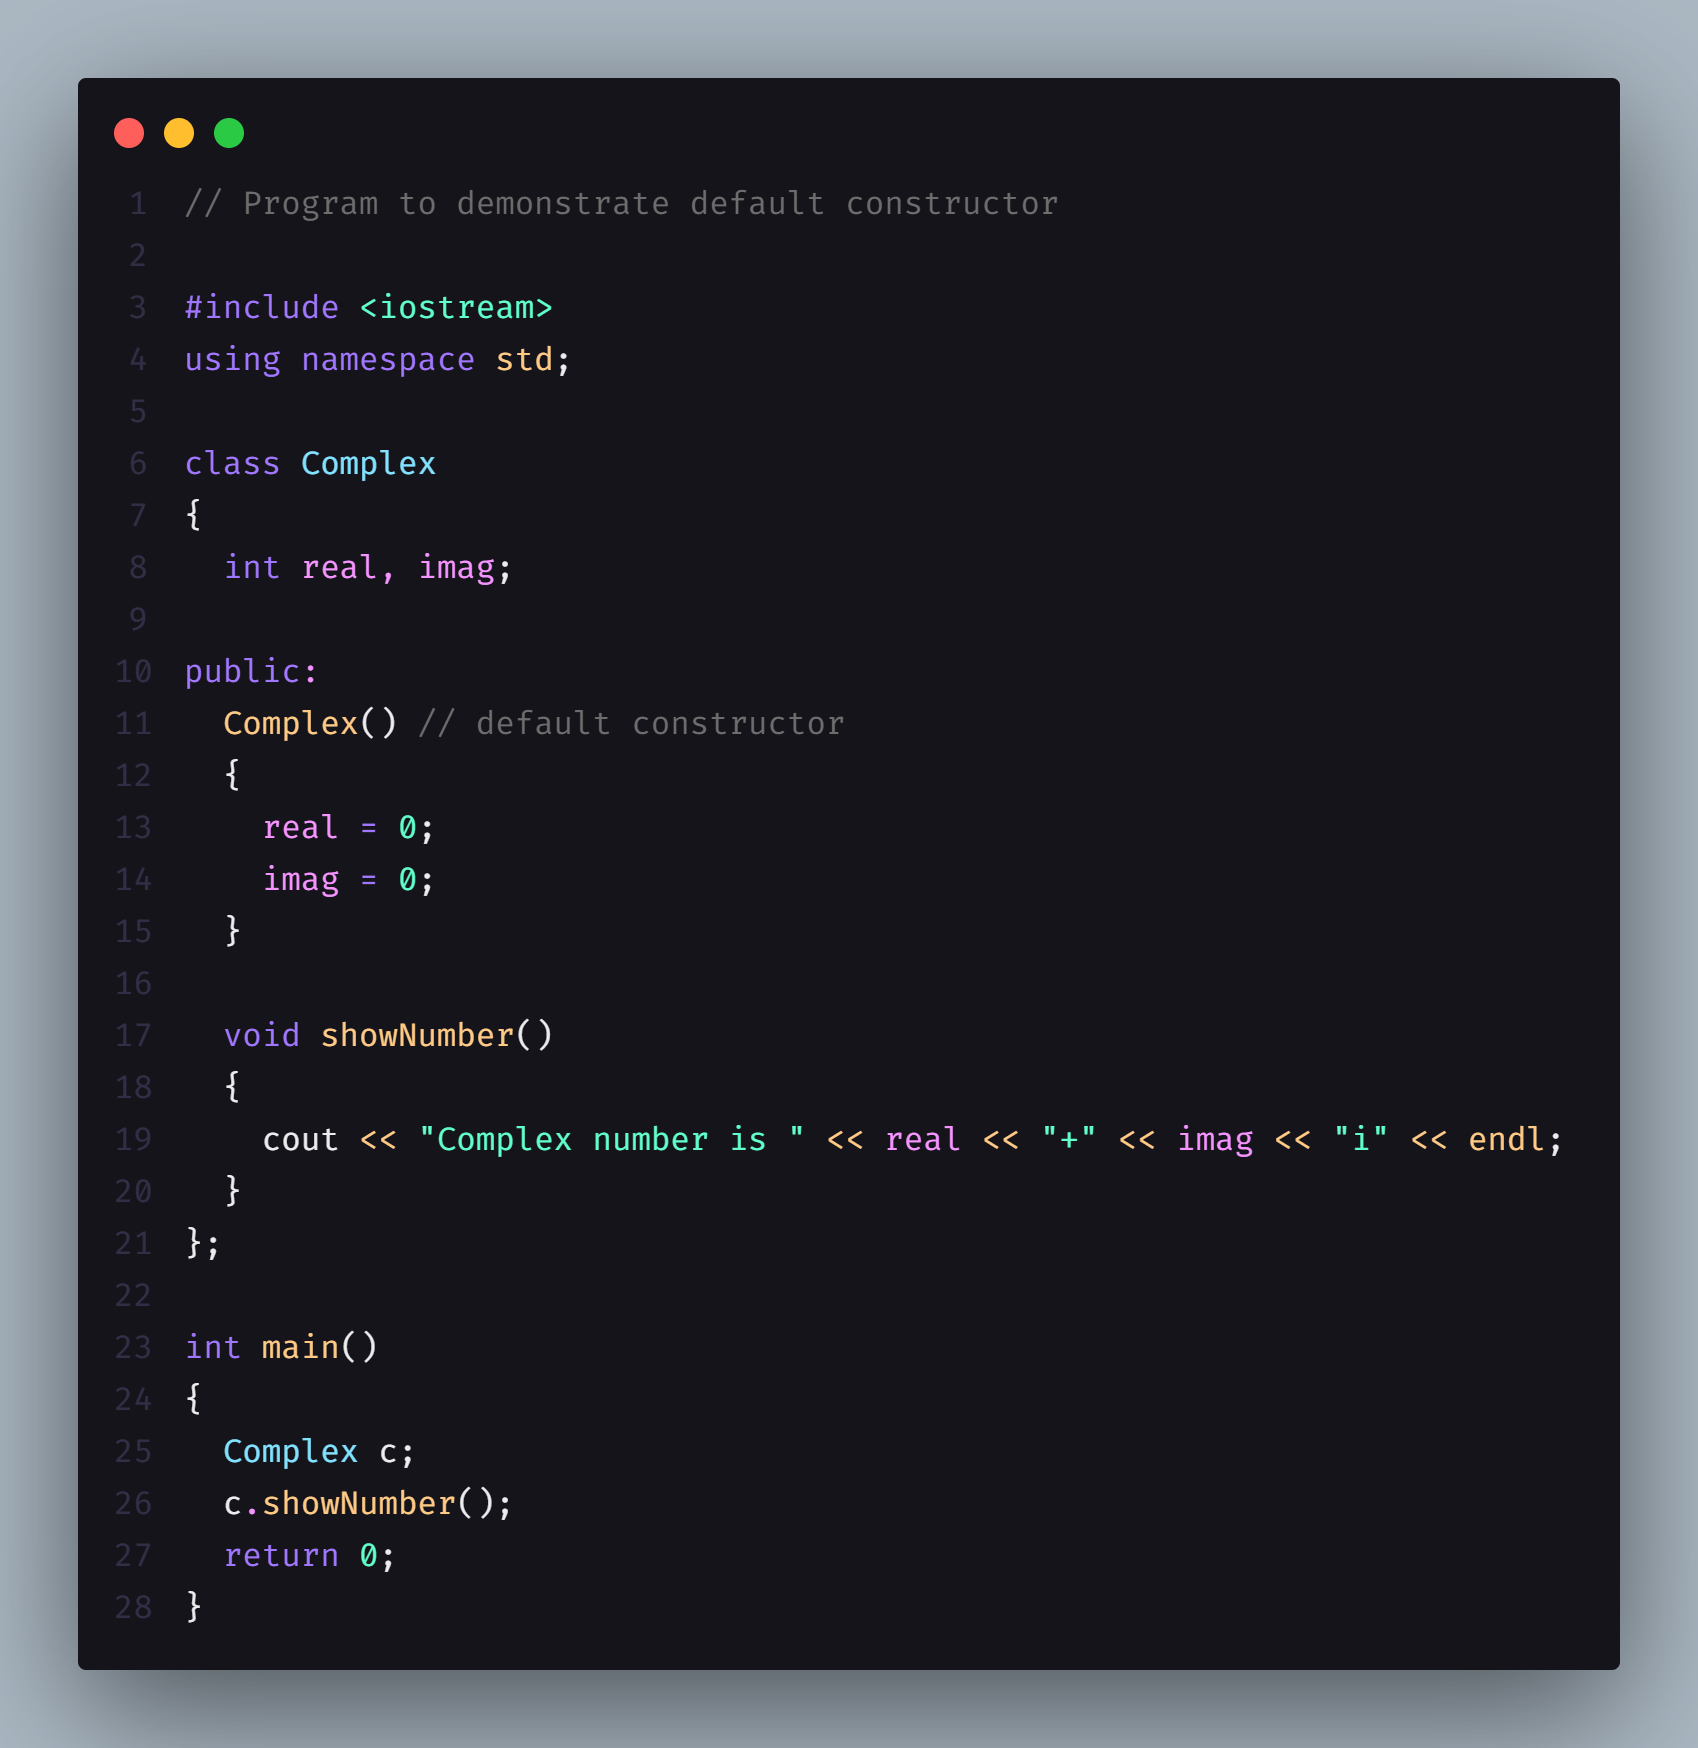 1 // Program to demonstrate default constructor
2
3 #include <iostream>
4 using namespace std;
5
6 class Complex
7 {
8   int real, imag;
9
10 public:
11   Complex() // default constructor
12   {
13     real = 0;
14     imag = 0;
15   }
16
17   void showNumber()
18   {
19     cout << "Complex number is " << real << "+" << imag << "i" << endl;
20   }
21 };
22
23 int main()
24 {
25   Complex c;
26   c.showNumber();
27   return 0;
28 }